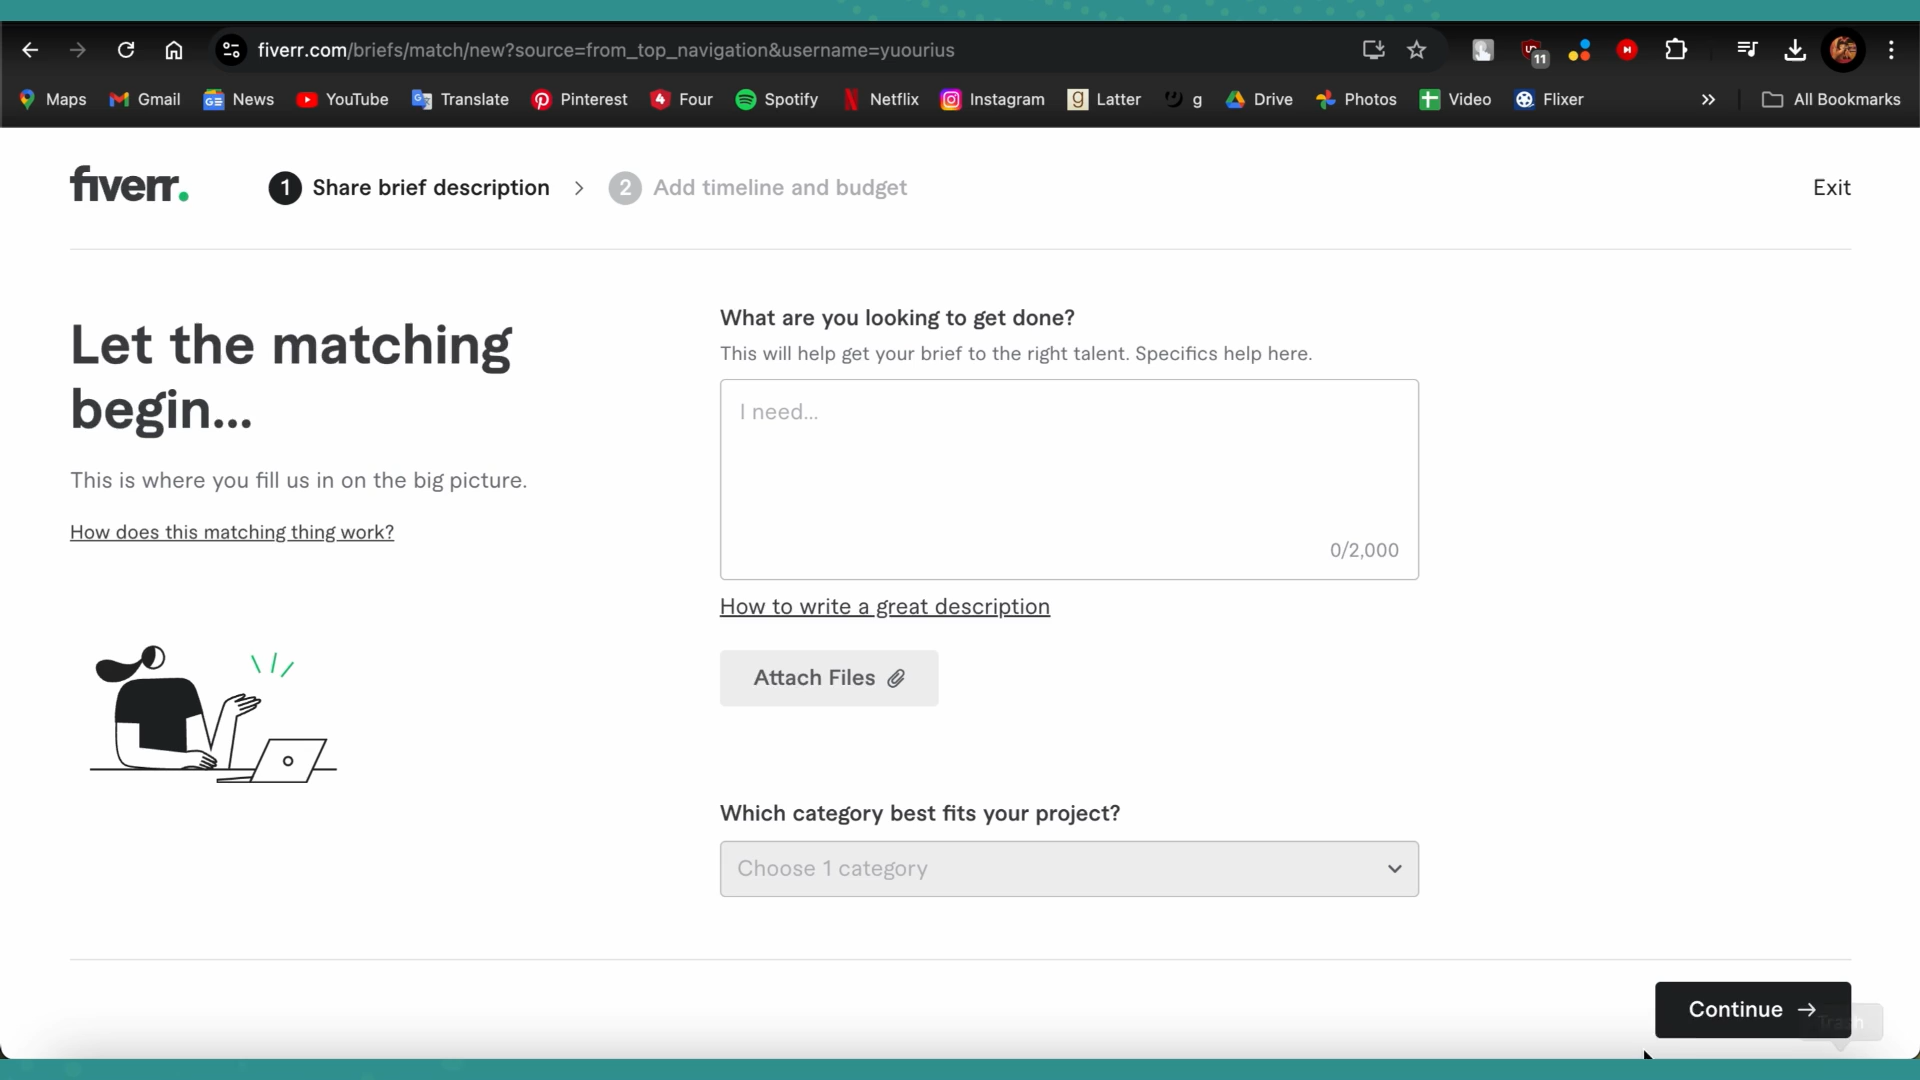 fiverr.com/briefs/match/new?source=from_top_navigation&username=yuourius
11
Maps Gmail News YouBube Translate Pinterest Four Spotify Netflix Instagram Latter g Drive Photos Video Flixer » All Bookmarks
fiverr. 1 Share brief description > 2 Add timeline and budget Exit
Let the matching
begin...
This is where you fill us in on the big picture.
How does this matching thing work?
What are you looking to get done?
This will help get your brief to the right talent. Specifics help here.
I need...
0/2,000
How to write a great description
Attach Files
Which category best fits your project?
Choose 1 category
Continue →
Trash